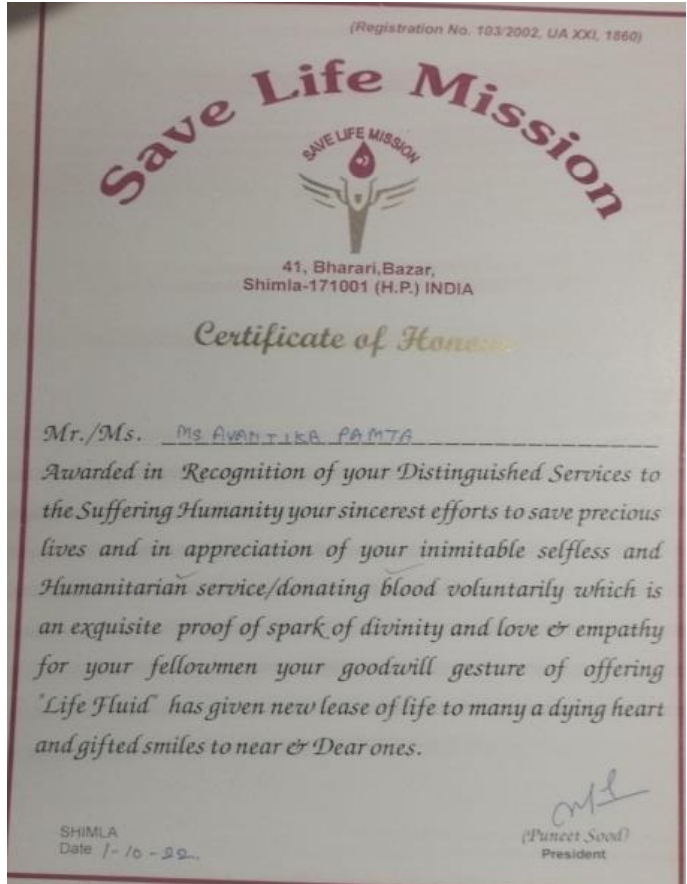 (Registration No. 103/2002, UA XXI, 1860)
Save Life Mission
SAVE LIFE MISSION
41, Bharari,Bazar,
Shimla-171001 (H.P.) INDIA
Certificate of Honour
Mr./Ms. MS AVANTIKA PAMTA
Awarded in Recognition of your Distinguished Services to
the Suffering Humanity your sincerest efforts to save precious
lives and in appreciation of your inimitable selfless and
Humanitarian service/donating blood voluntarily which is
an exquisite proof of spark of divinity and love & empathy
for your fellowmen your goodwill gesture of offering
"Life Fluid" has given new lease of life to many a dying heart
and gifted smiles to near & Dear ones.
SHIMLA
Date 1-10-22.
(Puneet Sood)
President